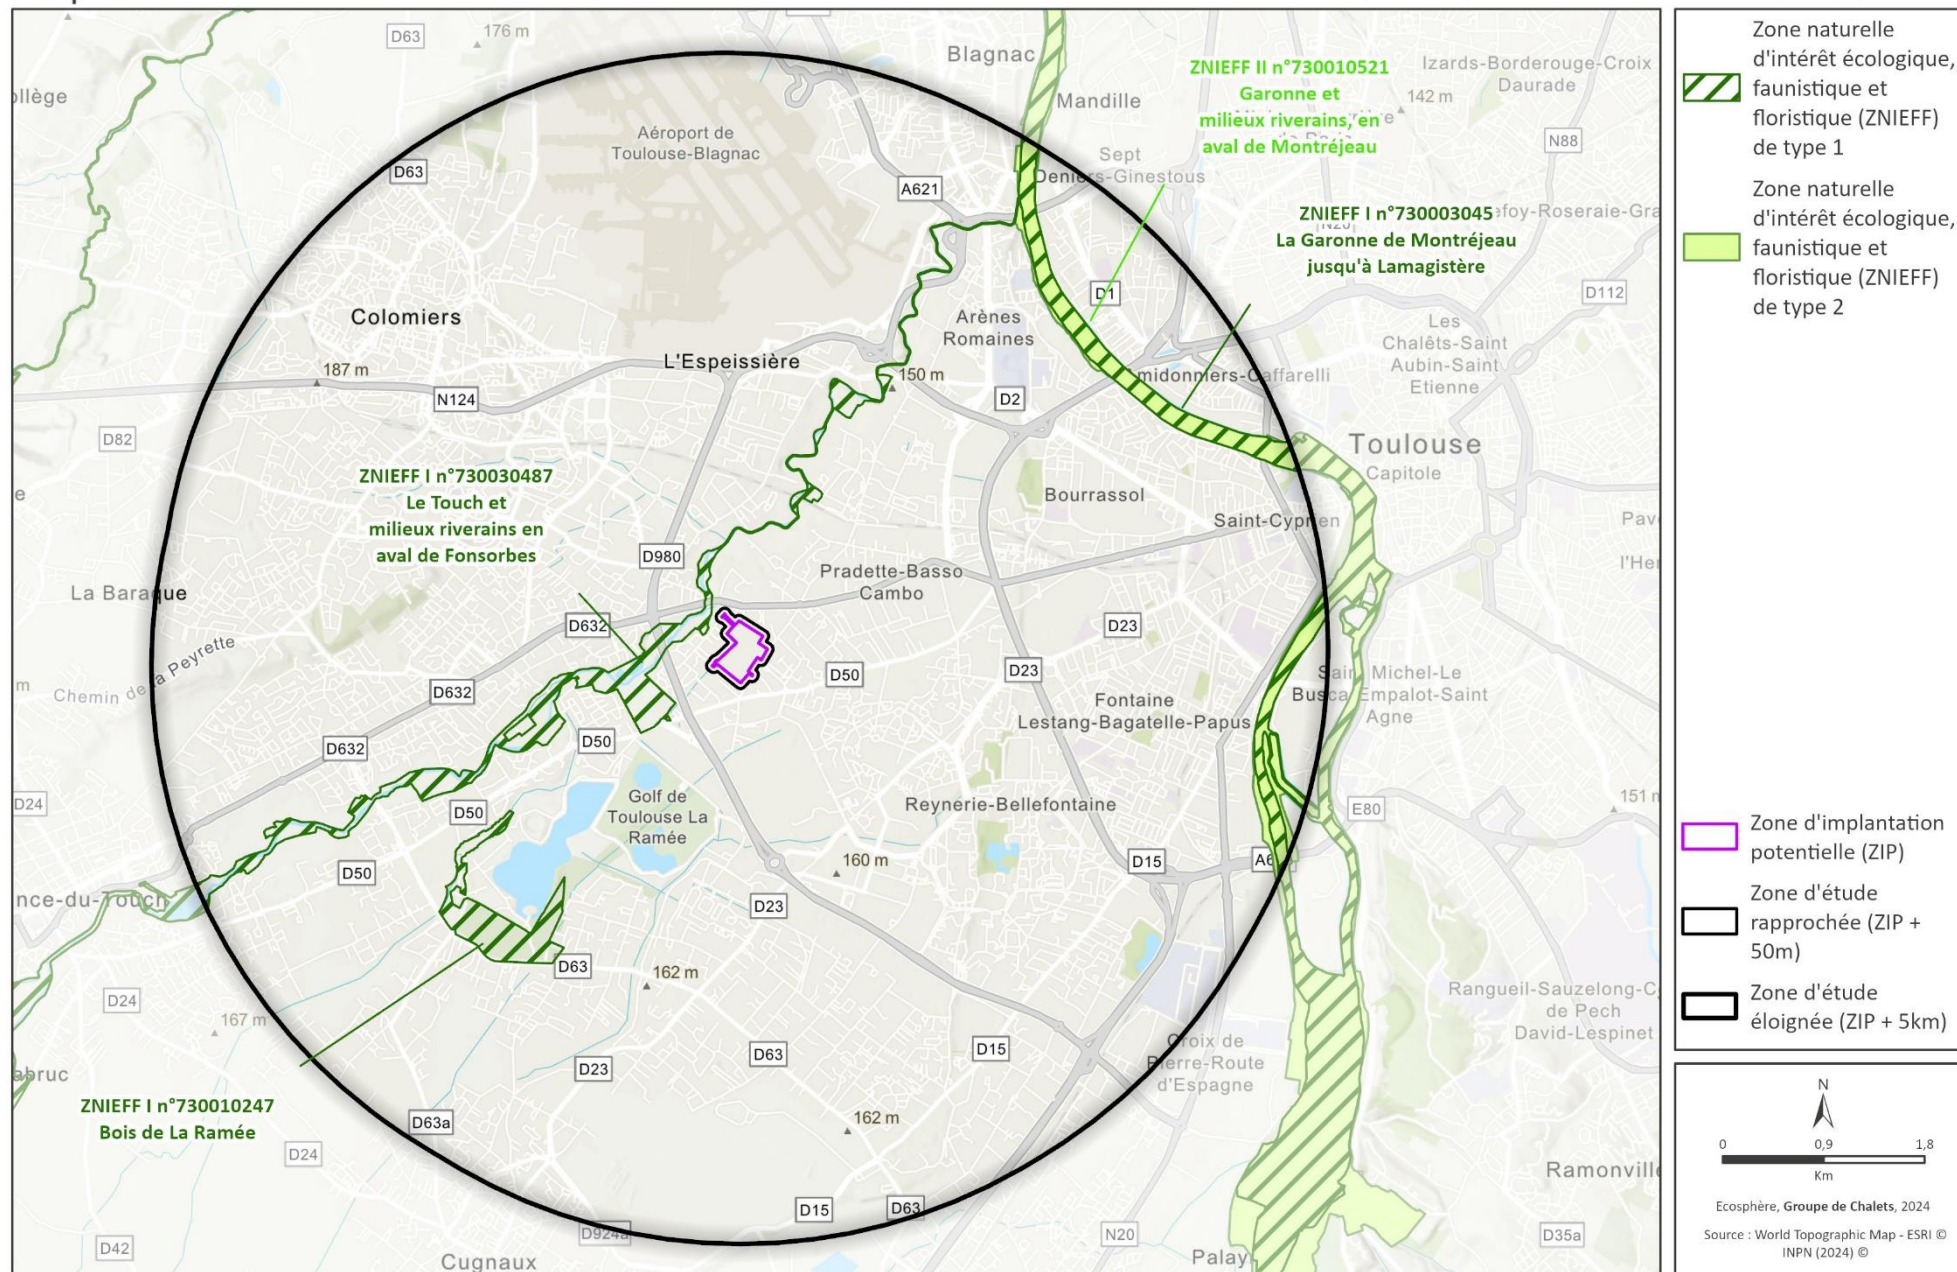 D63
176 m
Blagnac
Izards-Borderouge-Croix
Daurade
ZNIEFF II n°730010521
Garonne et
milieux riverains, en
aval de Montréjeau
142 m
Mandille
N88
Aéroport de
Toulouse-Blagnac
Sept
Deniers-Ginestous
D63
A621
ZNIEFF I n°730003045
La Garonne de Montréjeau
jusqu'à Lamagistère
D1
D112
Colomiers
Arènes
Romaines
Les
Chalêts-Saint
Aubin-Saint
Etienne
L'Espeissière
187 m
150 m
N124
D2
D82
Toulouse
Capitole
ZNIEFF I n°730030487
Le Touch et
milieux riverains en
aval de Fonsorbes
Bourrassol
Saint-Cyprien
D980
Pradette-Basso
Cambo
La Baraque
D632
D23
Chemin de la Peyrette
D632
D50
D23
Saint Michel-Le
Busca Empalot-Saint
Agne
Fontaine
Lestang-Bagatelle-Papus
D632
D50
Golf de
Toulouse La
Ramée
D24
D50
Reynerie-Bellefontaine
E80
151 m
D50
160 m
D15
D23
D63
162 m
D24
167 m
Rangueil-Sauzelong-
de Pech
David-Lespinet
D23
D63
D15
Croix de
Pierre-Route
d'Espagne
ZNIEFF I n°730010247
Bois de La Ramée
D63a
162 m
D24
D15
D63
D924a
N20
D35a
D42
Cugnaux
Zone naturelle
d'intérêt écologique,
faunistique et
floristique (ZNIEFF)
de type 1
Zone naturelle
d'intérêt écologique,
faunistique et
floristique (ZNIEFF)
de type 2
Zone d'implantation
potentielle (ZIP)
Zone d'étude
rapprochée (ZIP +
50m)
Zone d'étude
éloignée (ZIP + 5km)
N
0 0,9 1,8
Km
Ecosphère, Groupe de Chalets, 2024
Source : World Topographic Map - ESRI ©
INPN (2024) ©